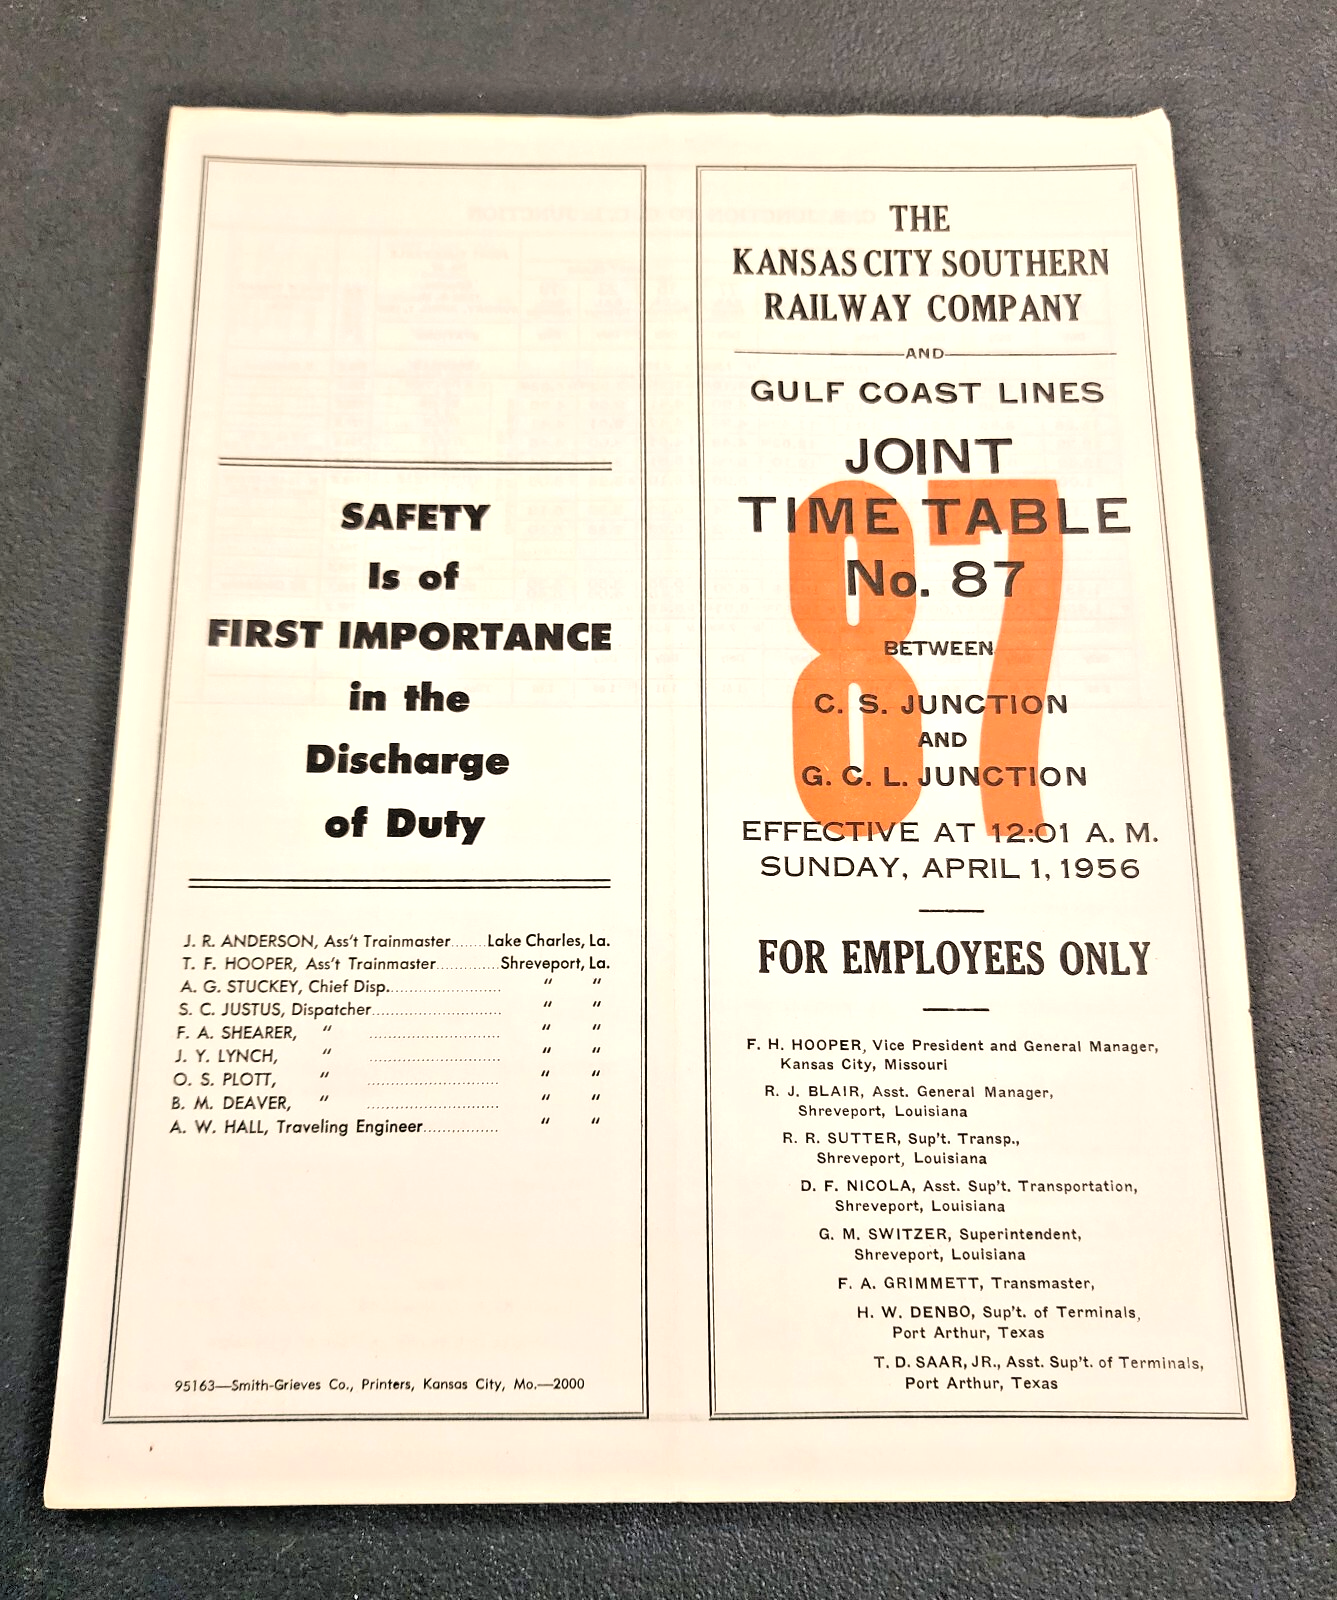 SAFETY
Is of
FIRST IMPORTANCE
in the
Discharge
of Duty
J. R. ANDERSON, Ass't Trainmaster.......Lake Charles, La.
T. F. HOOPER, Ass't Trainmaster.............Shreveport, La.
A. G. STUCKEY, Chief Disp........................ " "
S. C. JUSTUS, Dispatcher........................... " "
F. A. SHEARER, " ........................... " "
J. Y. LYNCH, " ........................... " "
O. S. PLOTT, " ........................... " "
B. M. DEAVER, " ........................... " "
A. W. HALL, Traveling Engineer................ " "
95163—Smith-Grieves Co., Printers, Kansas City, Mo.—2000
THE
KANSAS CITY SOUTHERN
RAILWAY COMPANY
AND
GULF COAST LINES
JOINT
TIME TABLE
No. 87
87
BETWEEN
C. S. JUNCTION
AND
G. C. L. JUNCTION
EFFECTIVE AT 12:01 A. M.
SUNDAY, APRIL 1, 1956
FOR EMPLOYEES ONLY
F. H. HOOPER, Vice President and General Manager,
Kansas City, Missouri
R. J. BLAIR, Asst. General Manager,
Shreveport, Louisiana
R. R. SUTTER, Sup't. Transp.,
Shreveport, Louisiana
D. F. NICOLA, Asst. Sup't. Transportation,
Shreveport, Louisiana
G. M. SWITZER, Superintendent,
Shreveport, Louisiana
F. A. GRIMMETT, Transmaster,
H. W. DENBO, Sup't. of Terminals,
Port Arthur, Texas
T. D. SAAR, JR., Asst. Sup't. of Terminals,
Port Arthur, Texas